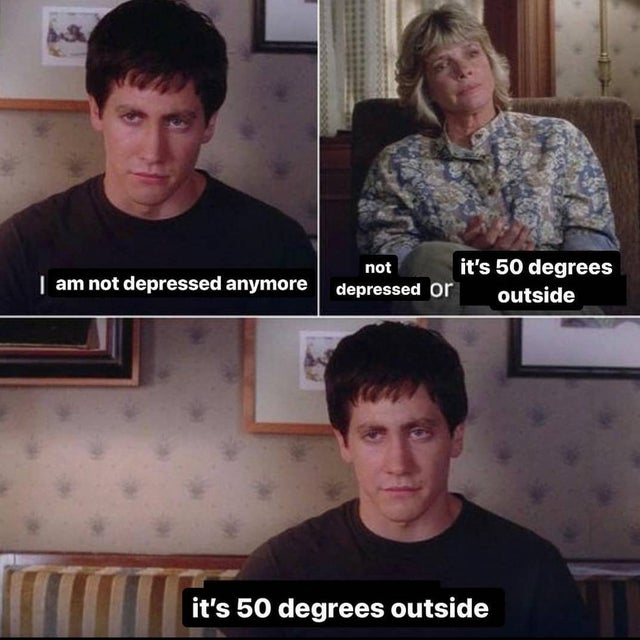 I am not depressed anymore
not
depressed or
it's 50 degrees
outside
it's 50 degrees outside